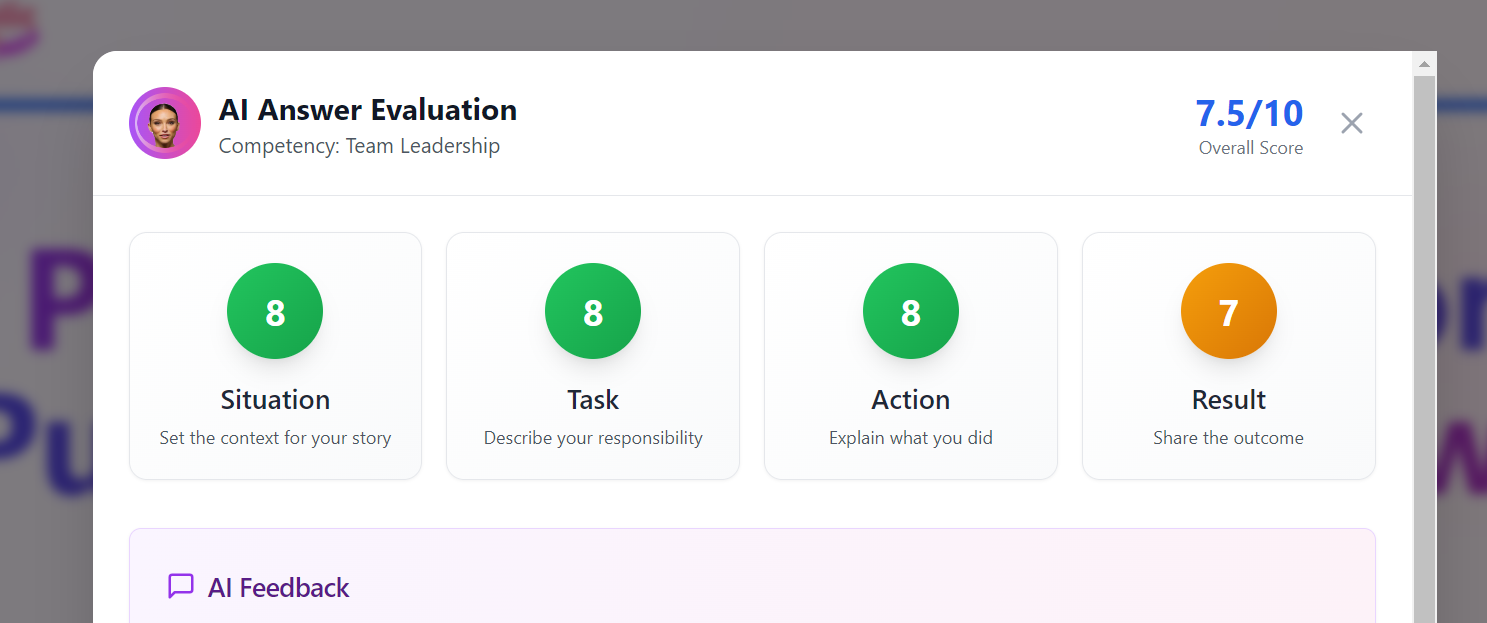 AI Answer Evaluation
Competency: Team Leadership
7.5/10
Overall Score
8
Situation
Set the context for your story
8
Task
Describe your responsibility
8
Action
Explain what you did
7
Result
Share the outcome
AI Feedback